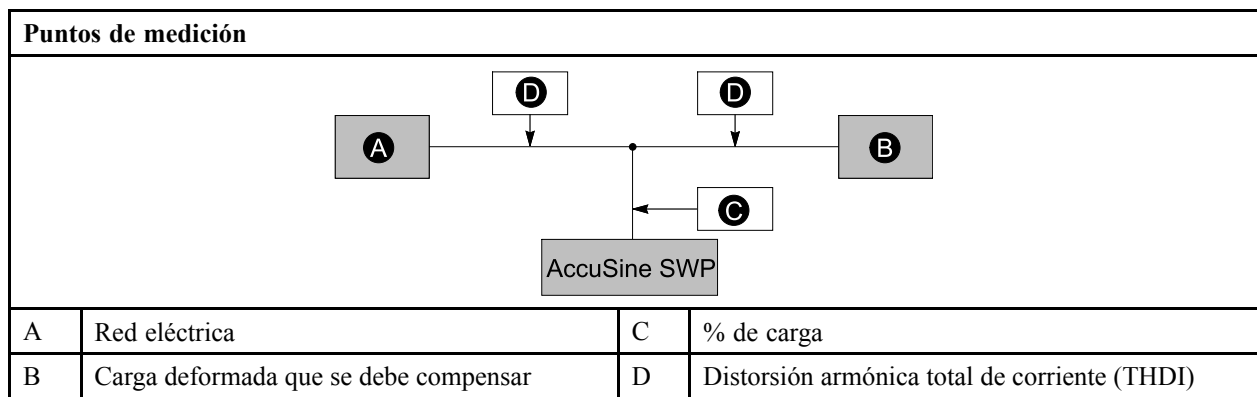 Puntos de medición
D D
A B
C
AccuSine SWP
A Red eléctrica C % de carga
B Carga deformada que se debe compensar D Distorsión armónica total de corriente (THDI)